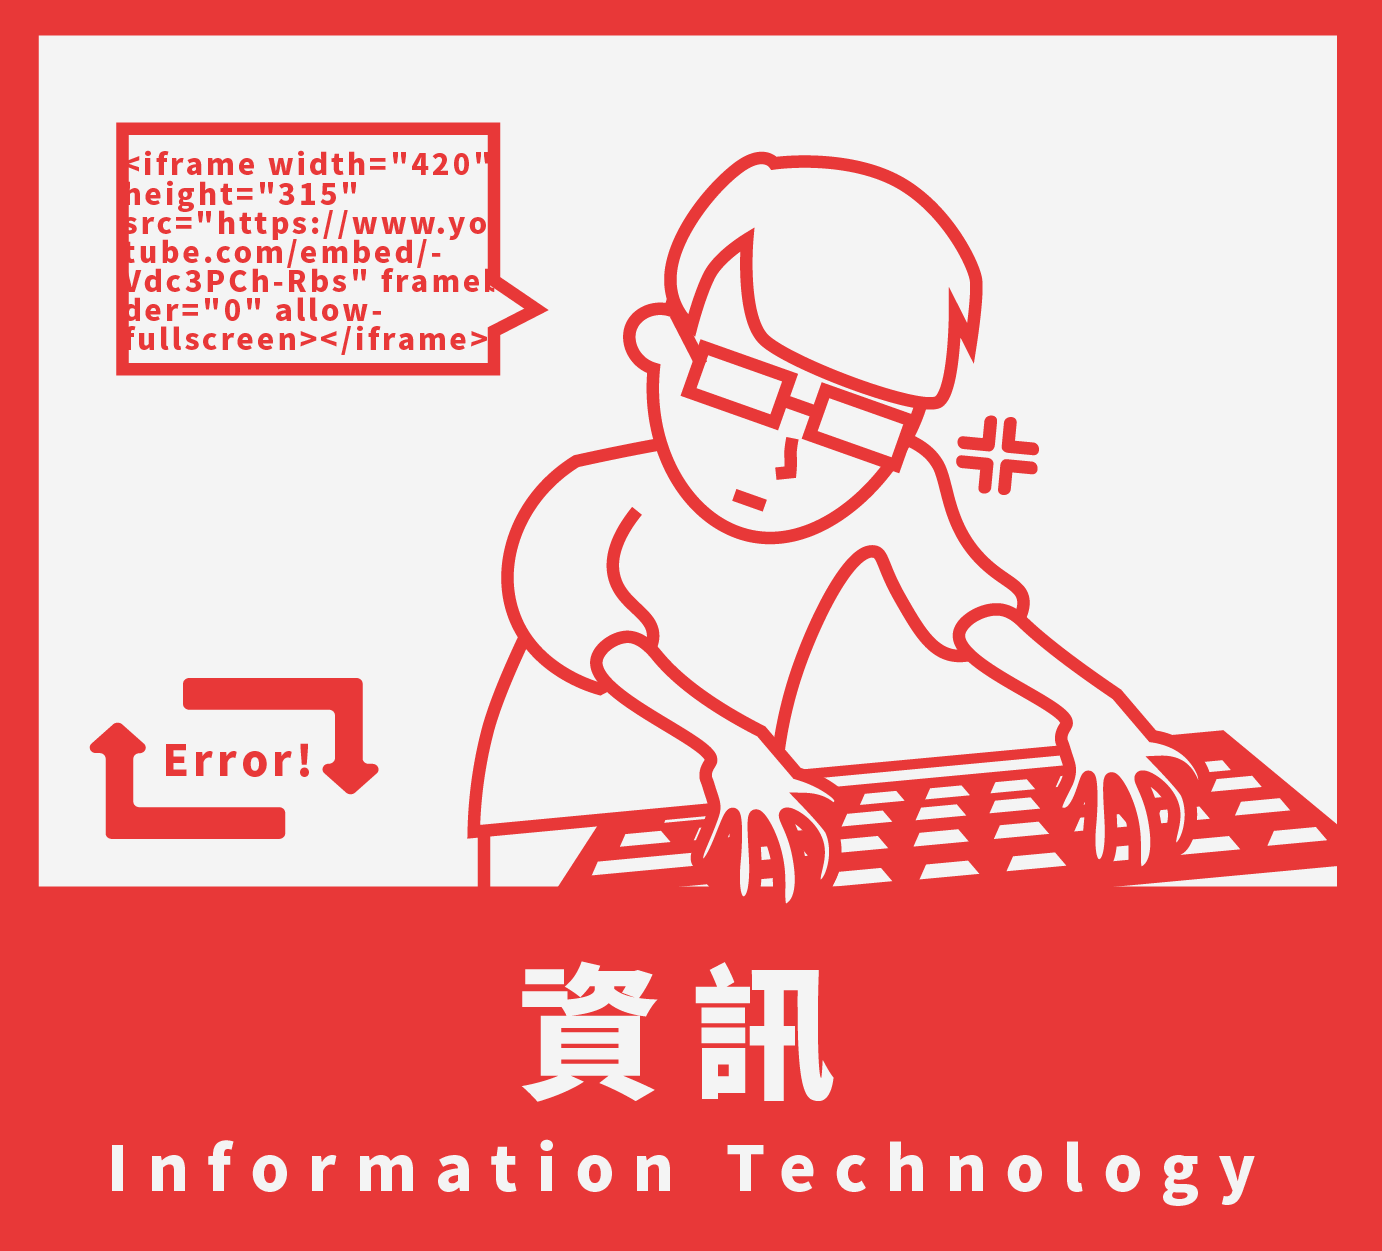 <iframe width="420"
height="315"
src="https://www.yo
tube.com/embed/-
Vdc3PCh-Rbs" frameb
der="0" allow-
fullscreen></iframe>
Error!
資訊
Information Technology